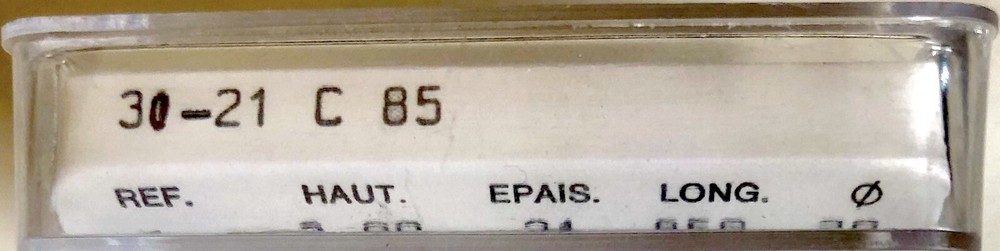 30-21 C 85
REF. HAUT. EPAIS. LONG. Ø